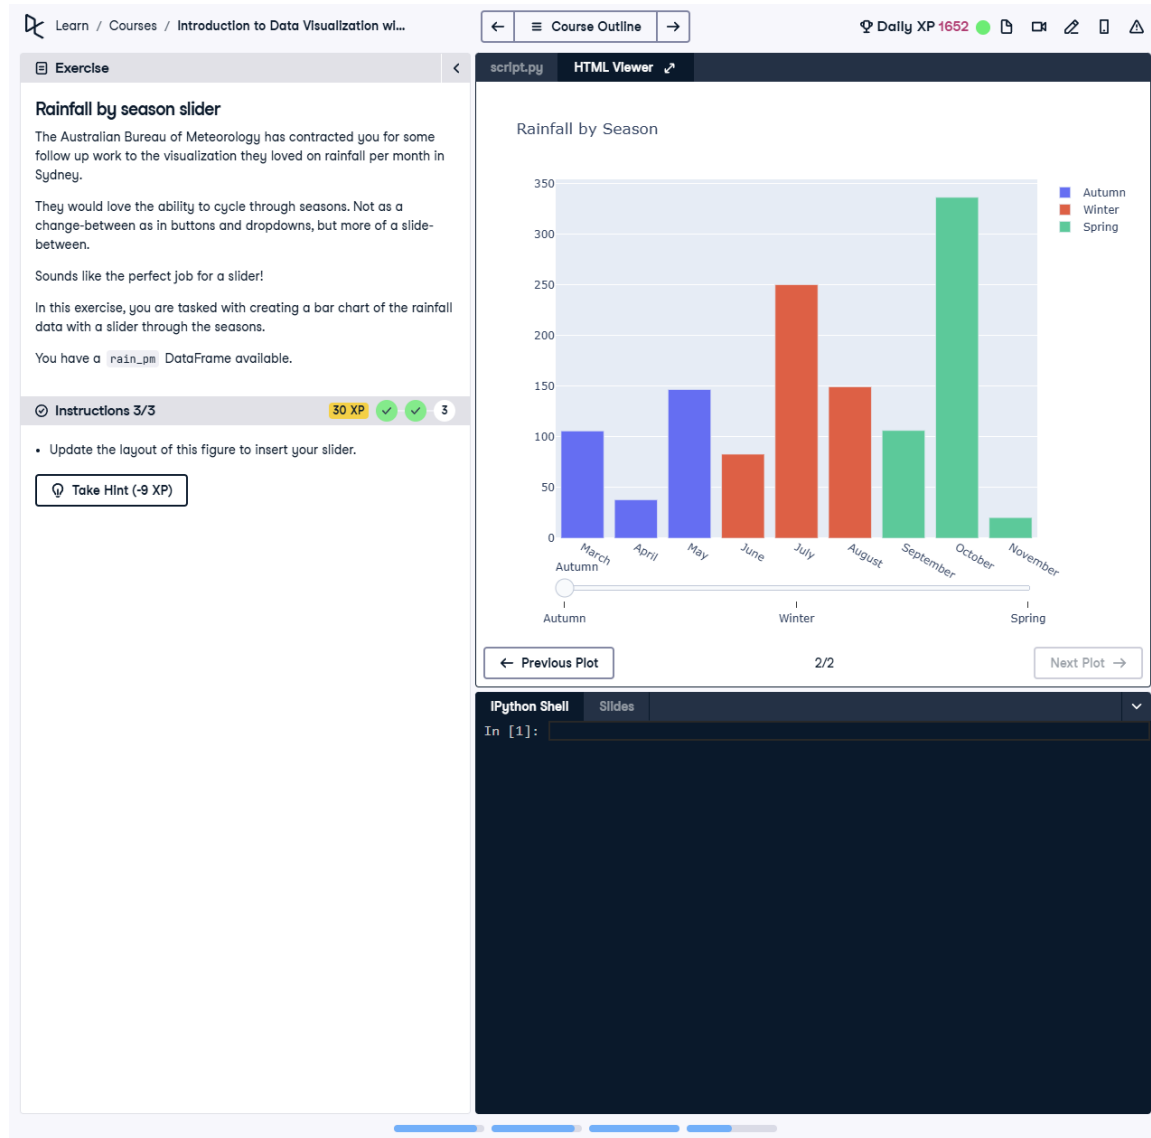 Learn / Courses / Introduction to Data Visualization wi...
← ≡ Course Outline →
Daily XP 1652
Exercise
Rainfall by season slider
The Australian Bureau of Meteorology has contracted you for some
follow up work to the visualization they loved on rainfall per month in
Sydney.
They would love the ability to cycle through seasons. Not as a
change-between as in buttons and dropdowns, but more of a slide-
between.
Sounds like the perfect job for a slider!
In this exercise, you are tasked with creating a bar chart of the rainfall
data with a slider through the seasons.
You have a rain_pm DataFrame available.
Instructions 3/3
30 XP
3
• Update the layout of this figure to insert your slider.
Take Hint (-9 XP)
script.py
HTML Viewer
Rainfall by Season
350
300
250
200
150
100
50
0
Autumn
Winter
Spring
March
April
May
June
July
August
September
October
November
Autumn
Autumn
Winter
Spring
← Previous Plot
2/2
Next Plot →
IPython Shell
Slides
In [1]: